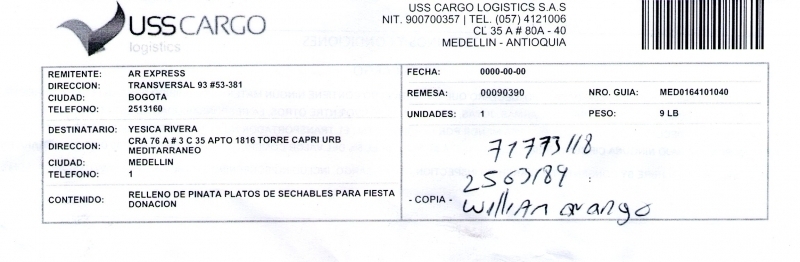 USSCARGO
logistics
USS CARGO LOGISTICS S.A.S
NIT. 900700357 | TEL. (057) 4121006
CL 35 A # 80A - 40
MEDELLIN - ANTIOQUIA
REMITENTE: AR EXPRESS
DIRECCION: TRANSVERSAL 93 #53-381
CIUDAD: BOGOTA
TELEFONO: 2513160
DESTINATARIO: YESICA RIVERA
DIRECCION: CRA 76 A # 3 C 35 APTO 1816 TORRE CAPRI URB
MEDITARRANEO
CIUDAD: MEDELLIN
TELEFONO: 1
CONTENIDO: RELLENO DE PINATA PLATOS DE SECHABLES PARA FIESTA
DONACION
FECHA: 0000-00-00
REMESA: 00090390 NRO. GUIA: MED0164101040
UNIDADES: 1 PESO: 9 LB
71773118
2563189
- COPIA - William arango